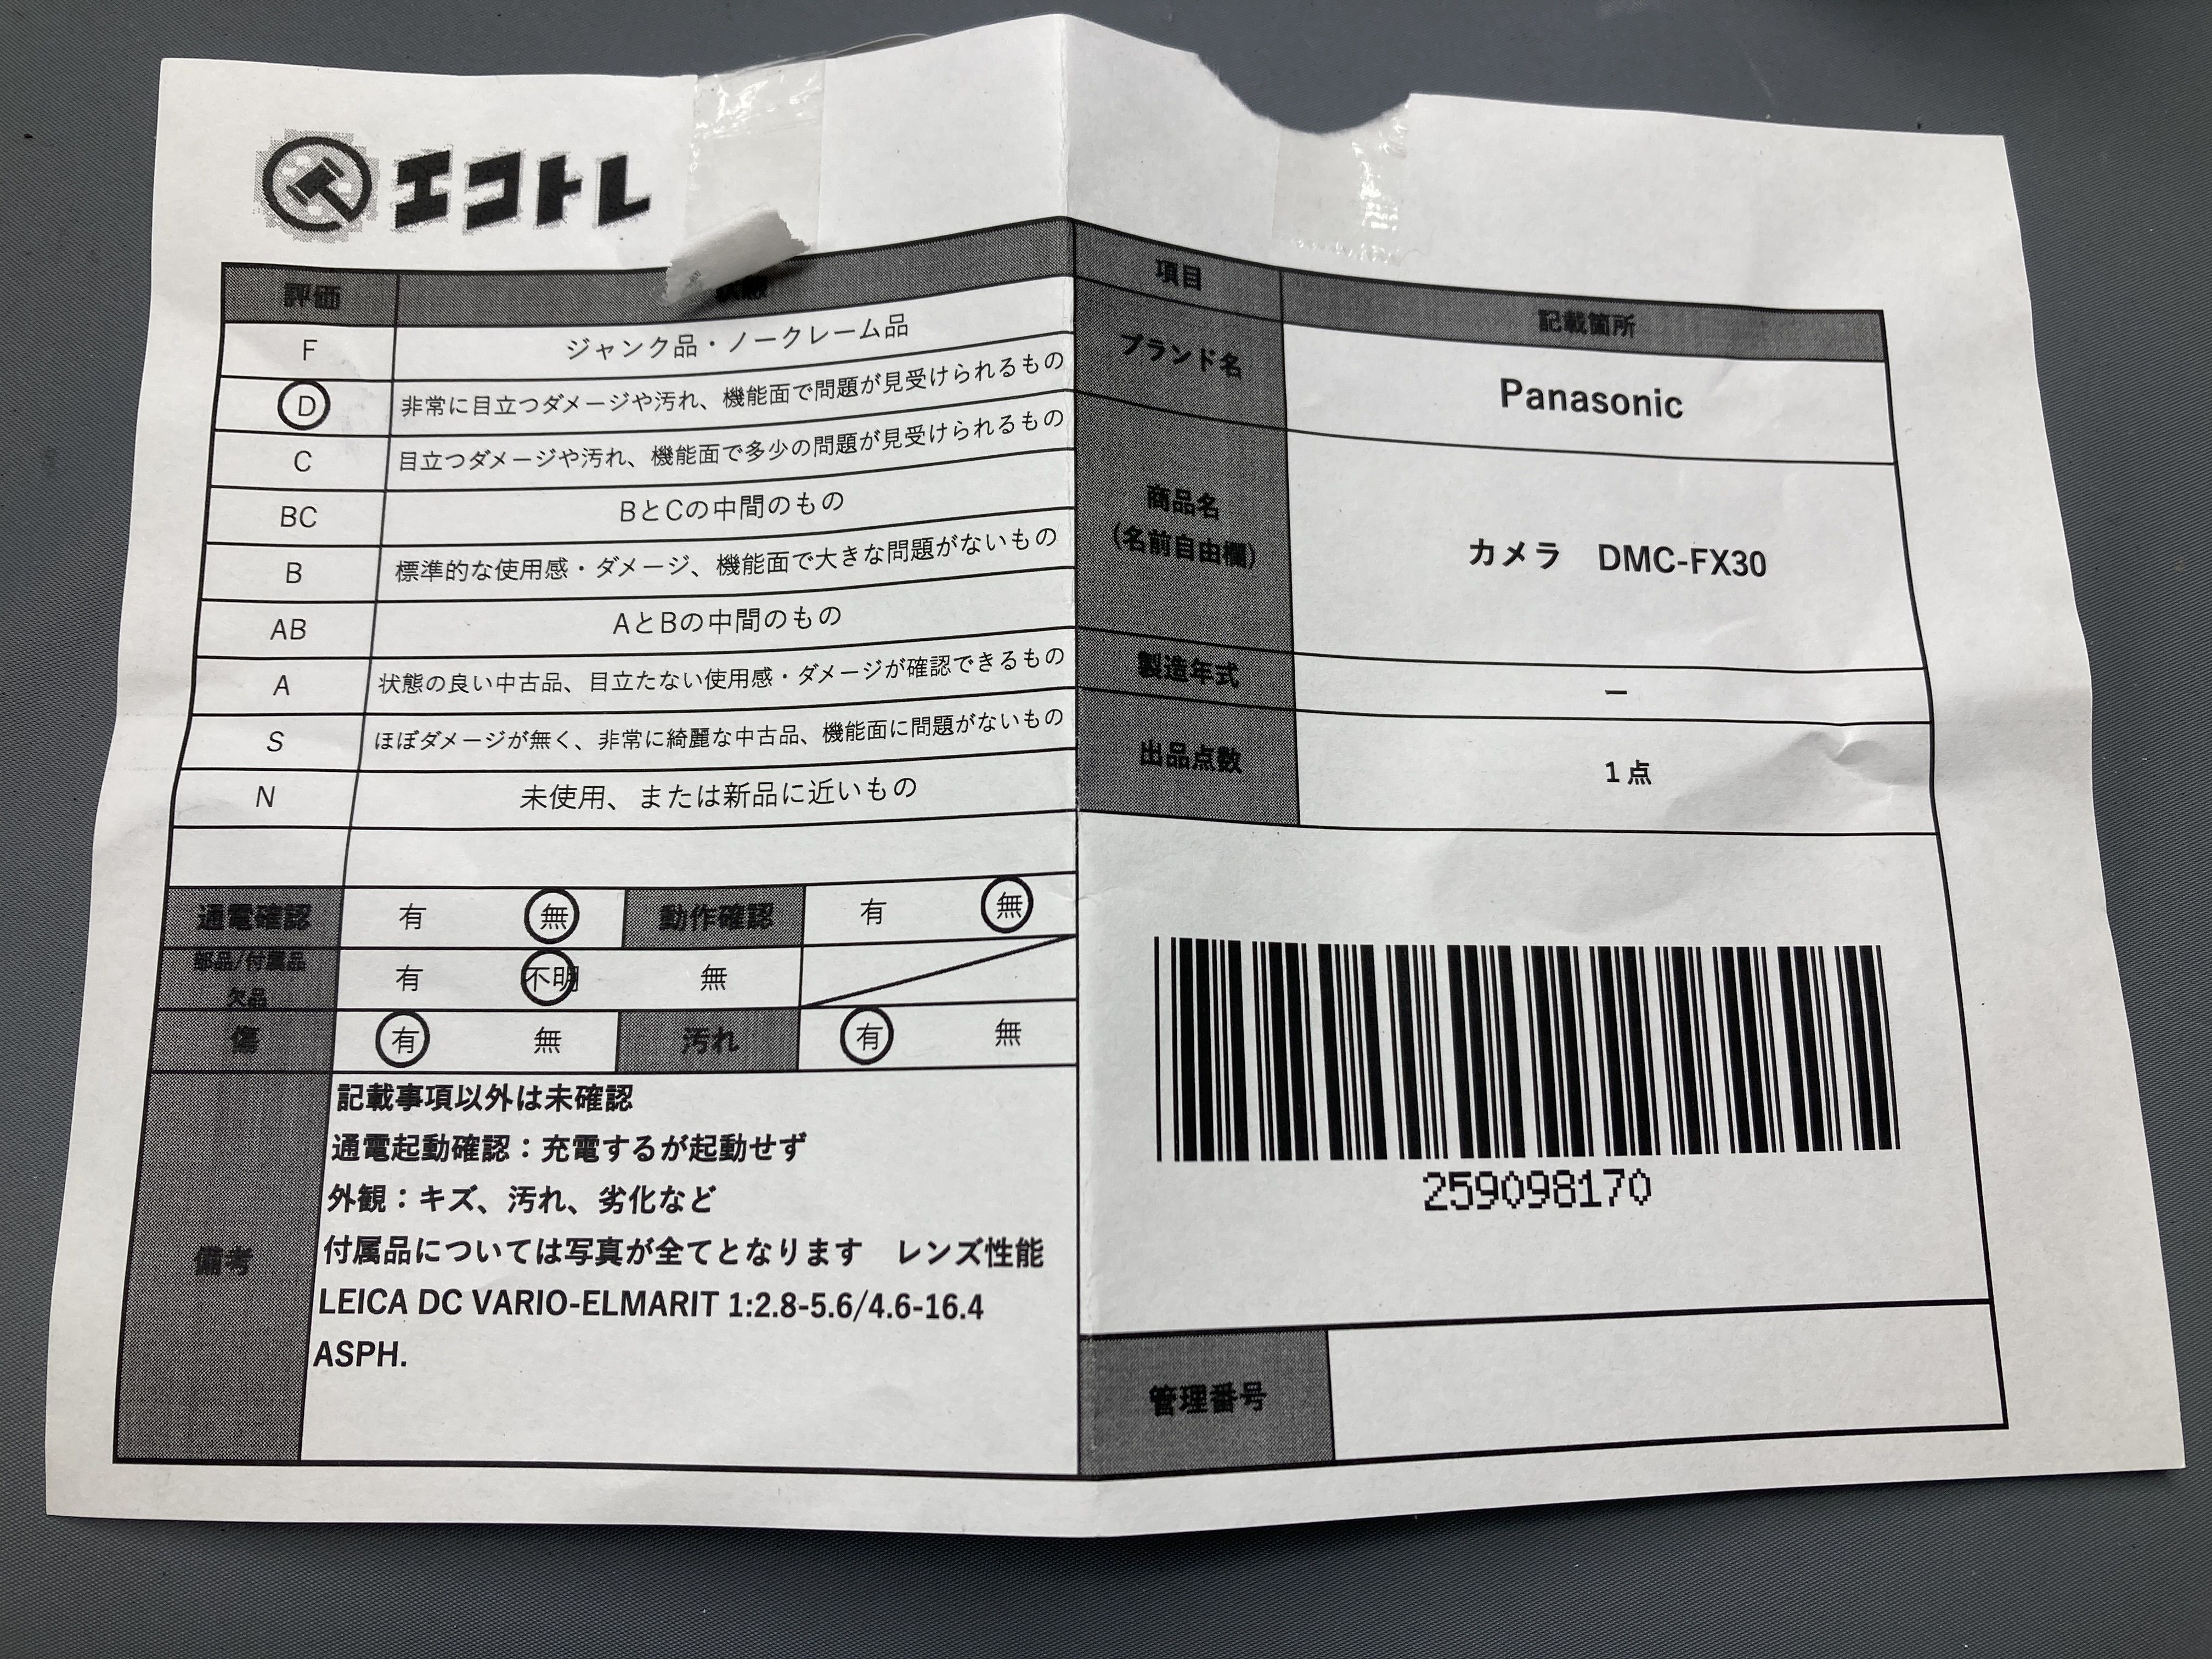 エコトレ
評価
F ジャンク品・ノークレーム品
D 非常に目立つダメージや汚れ、機能面で問題が見受けられるもの
C 目立つダメージや汚れ、機能面で多少の問題が見受けられるもの
BC BとCの中間のもの
B 標準的な使用感・ダメージ、機能面で大きな問題がないもの
AB AとBの中間のもの
A 状態の良い中古品、目立たない使用感・ダメージが確認できるもの
S ほぼダメージが無く、非常に綺麗な中古品、機能面に問題がないもの
N 未使用、または新品に近いもの
通電確認 有 無 動作確認 有 無
部品/付属品
欠品
有 不明 無
傷 有 無 汚れ 有 無
備考
記載事項以外は未確認
通電起動確認：充電するが起動せず
外観：キズ、汚れ、劣化など
付属品については写真が全てとなります レンズ性能
LEICA DC VARIO-ELMARIT 1:2.8-5.6/4.6-16.4
ASPH.
項目 記載箇所
ブランド名 Panasonic
商品名
(名前自由欄)
カメラ DMC-FX30
製造年式 ー
出品点数 1点
259098170
管理番号